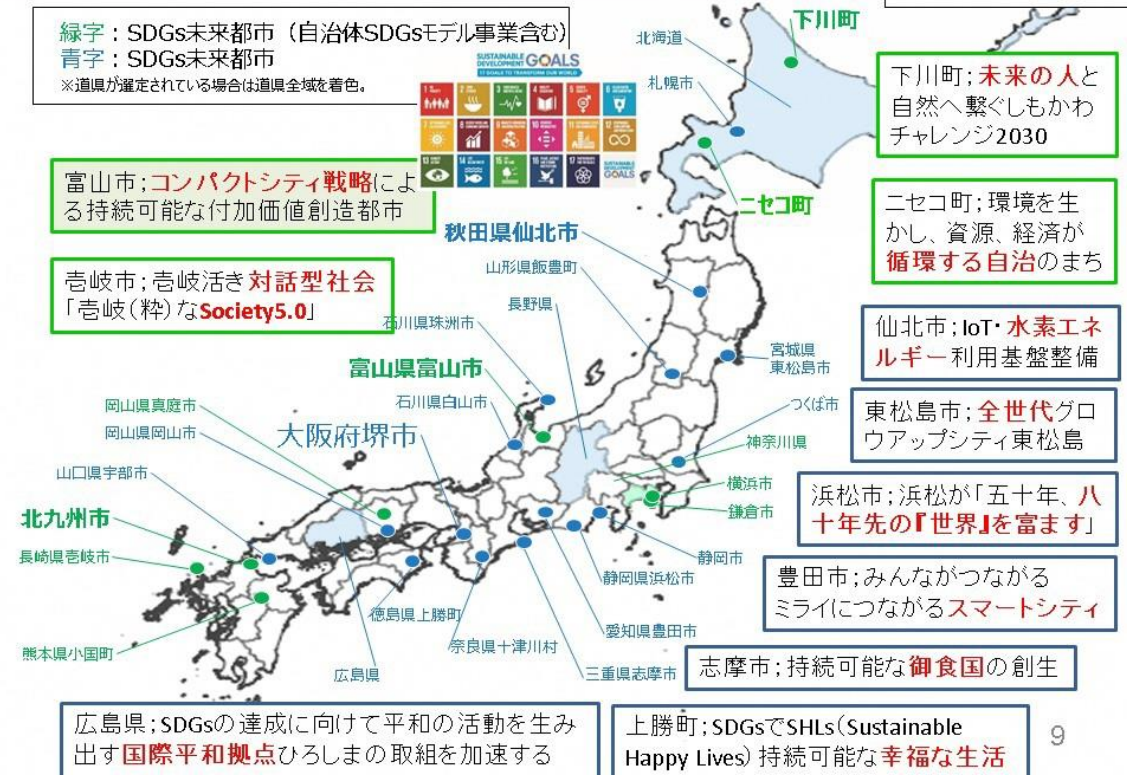 緑字：SDGs未来都市（自治体SDGsモデル事業含む）
青字：SDGs未来都市
※道県が選定されている場合は道県全域を着色。
SUSTAINABLE DEVELOPMENT GOALS
17 GOALS TO TRANSFORM OUR WORLD
下川町
北海道
札幌市
ニセコ町
下川町；未来の人と
自然へ繋ぐしもかわ
チャレンジ2030
富山市；コンパクトシティ戦略によ
る持続可能な付加価値創造都市
ニセコ町；環境を生
かし、資源、経済が
循環する自治のまち
壱岐市；壱岐活き対話型社会
「壱岐（粋）なSociety5.0」
秋田県仙北市
山形県飯豊町
長野県
石川県珠洲市
富山県富山市
石川県白山市
岡山県真庭市
岡山県岡山市
大阪府堺市
山口県宇部市
北九州市
長崎県壱岐市
熊本県小国町
宮城県
東松島市
つくば市
神奈川県
横浜市
鎌倉市
静岡市
静岡県浜松市
徳島県上勝町
愛知県豊田市
奈良県十津川村
三重県志摩市
広島県
仙北市；IoT・水素エネ
ルギー利用基盤整備
東松島市；全世代グロ
ウアップシティ東松島
浜松市；浜松が「五十年、八
十年先の『世界』を富ます」
豊田市；みんながつながる
ミライにつながるスマートシティ
志摩市；持続可能な御食国の創生
広島県；SDGsの達成に向けて平和の活動を生み
出す国際平和拠点ひろしまの取組を加速する
上勝町；SDGsでSHLs（Sustainable
Happy Lives）持続可能な幸福な生活
9